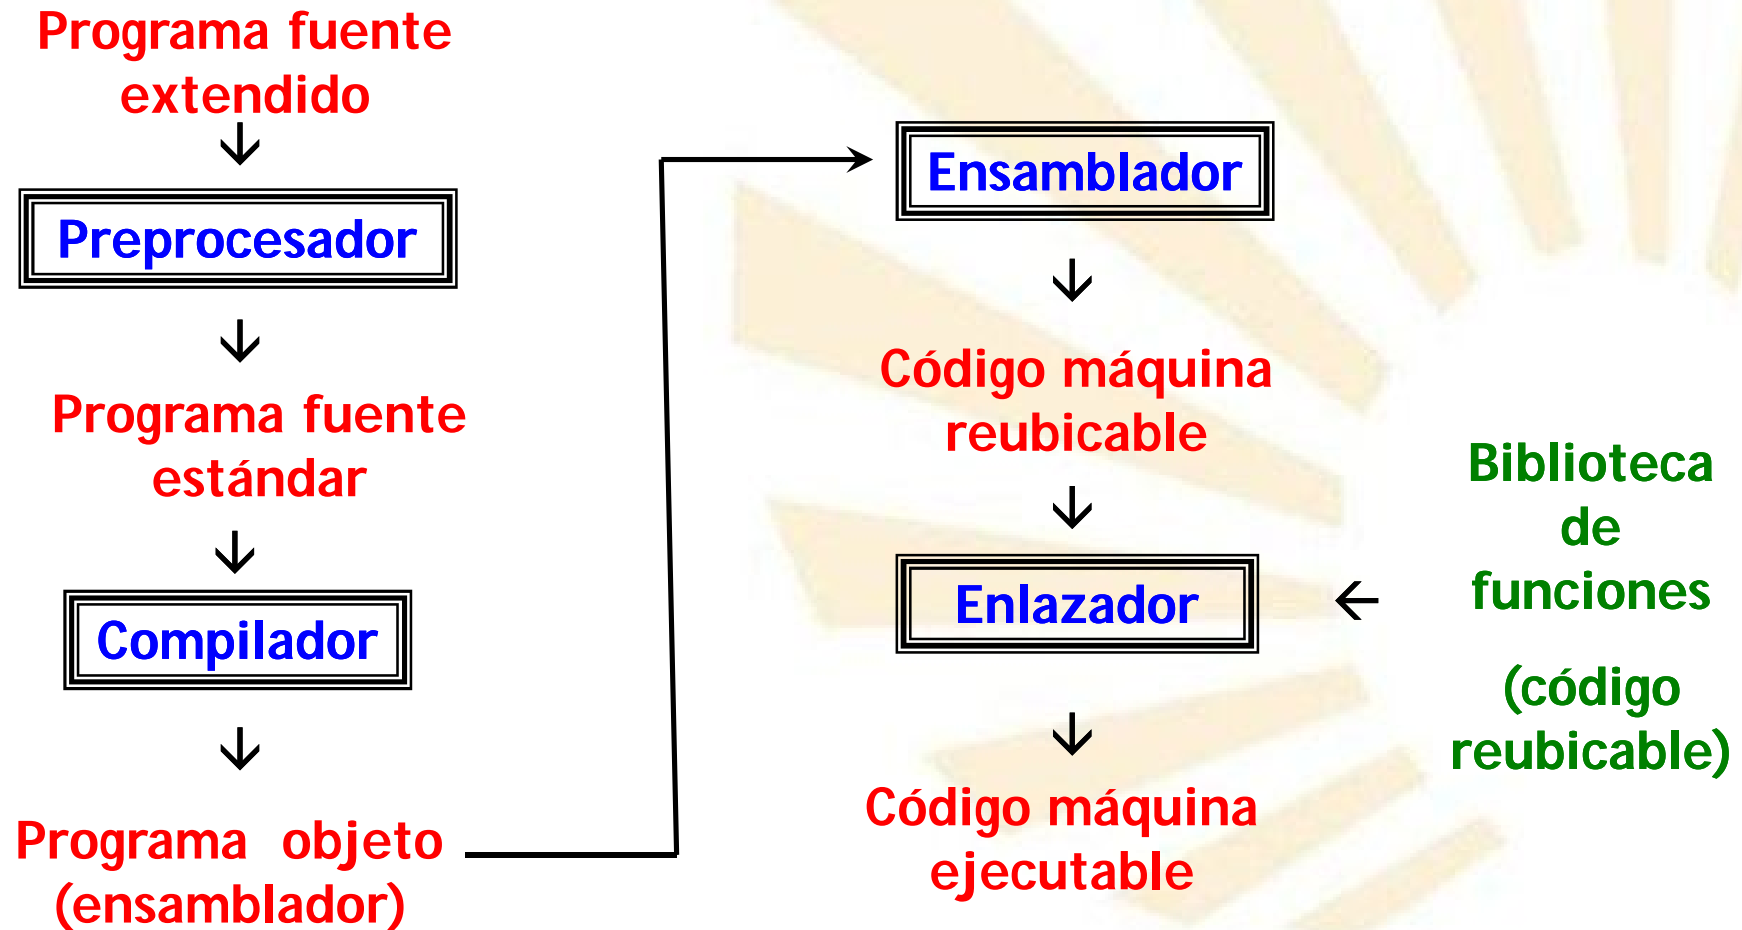 Programa fuente
extendido
Preprocesador
Programa fuente
estándar
Compilador
Programa objeto
(ensamblador)
Ensamblador
Código máquina
reubicable
Enlazador
Código máquina
ejecutable
Biblioteca
de
funciones
(código
reubicable)